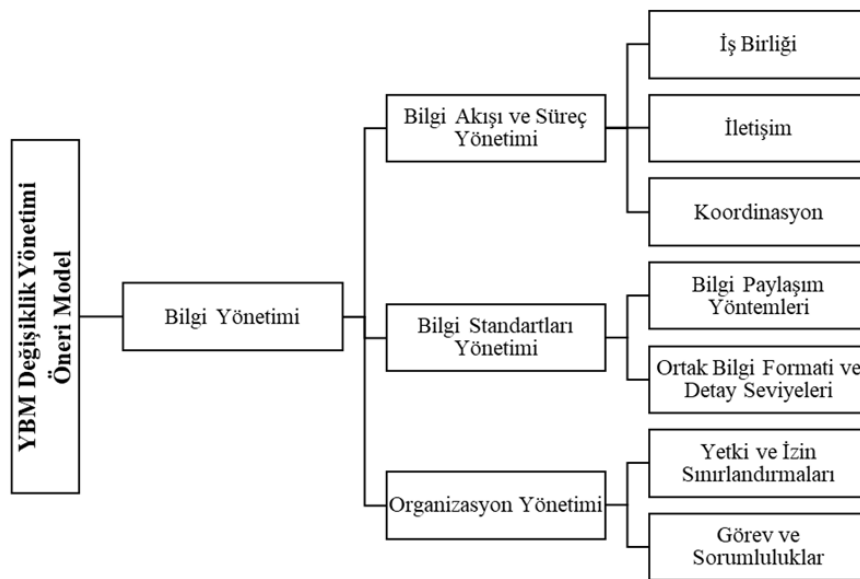 YBM Değişiklik Yönetimi
Öneri Model
Bilgi Yönetimi
Bilgi Akışı ve Süreç
Yönetimi
İş Birliği
İletişim
Koordinasyon
Bilgi Standartları
Yönetimi
Bilgi Paylaşım
Yöntemleri
Ortak Bilgi Formati ve
Detay Seviyeleri
Organizasyon Yönetimi
Yetki ve İzin
Sınırlandırmaları
Görev ve
Sorumluluklar